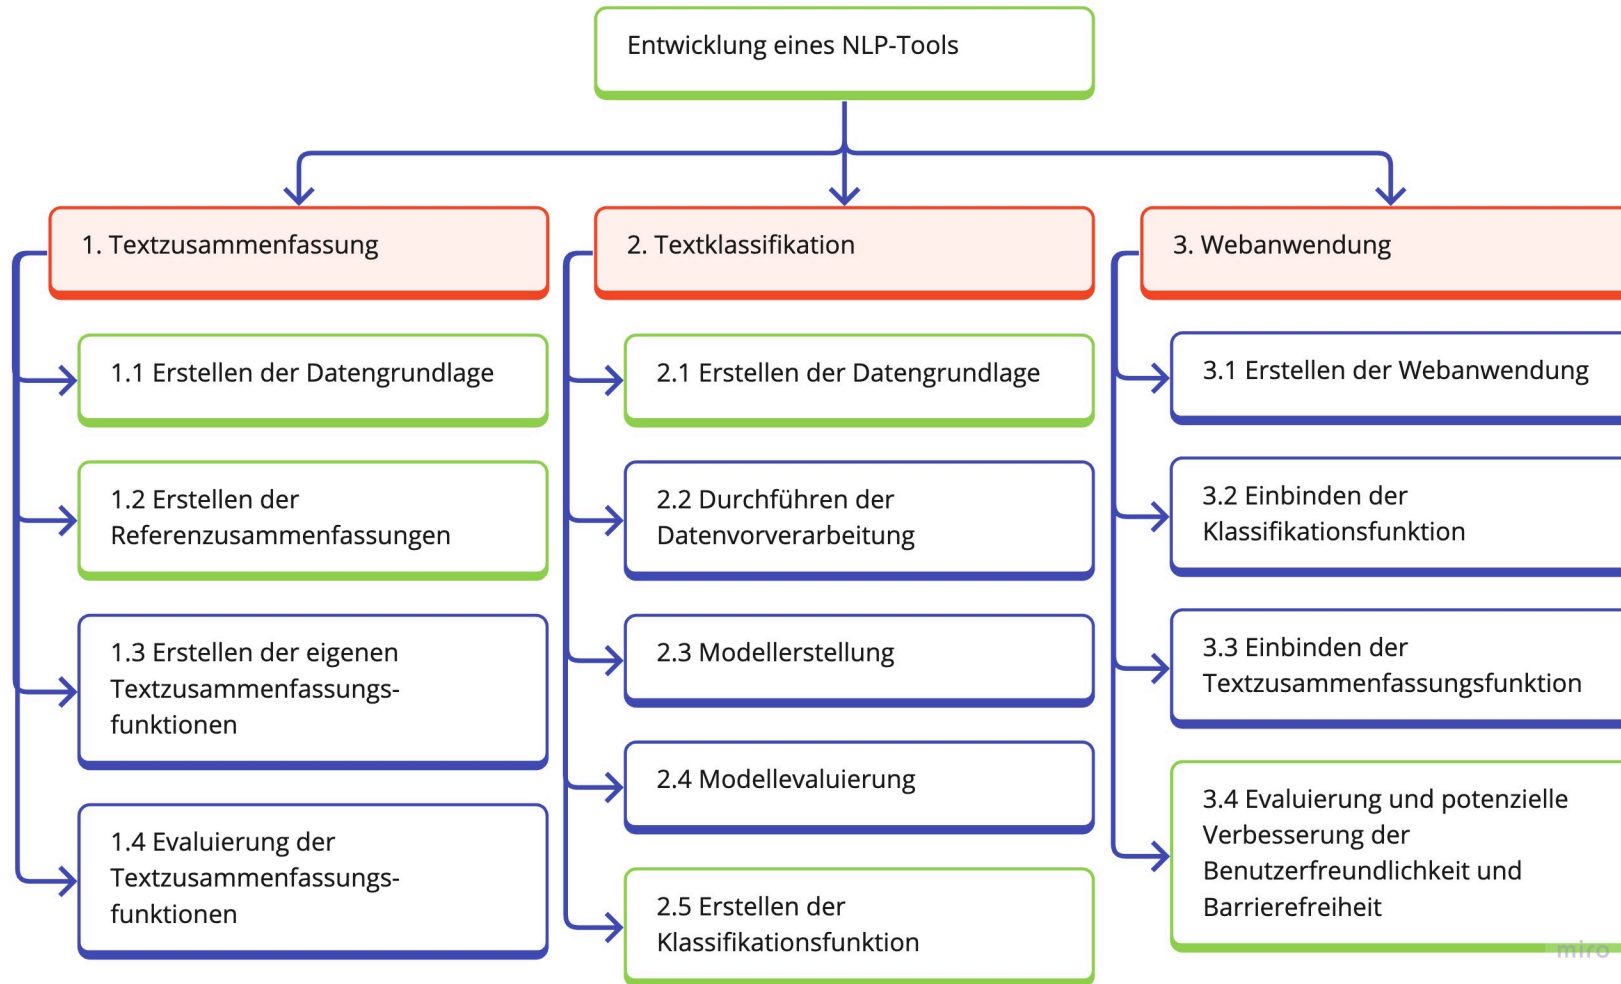 Entwicklung eines NLP-Tools
1. Textzusammenfassung
1.1 Erstellen der Datengrundlage
1.2 Erstellen der
Referenzusammenfassungen
1.3 Erstellen der eigenen
Textzusammenfassungs-
funktionen
1.4 Evaluierung der
Textzusammenfassungs-
funktionen
2. Textklassifikation
2.1 Erstellen der Datengrundlage
2.2 Durchführen der
Datenvorverarbeitung
2.3 Modellerstellung
2.4 Modellevaluierung
2.5 Erstellen der
Klassifikationsfunktion
3. Webanwendung
3.1 Erstellen der Webanwendung
3.2 Einbinden der
Klassifikationsfunktion
3.3 Einbinden der
Textzusammenfassungsfunktion
3.4 Evaluierung und potenzielle
Verbesserung der
Benutzerfreundlichkeit und
Barrierefreiheit
miro